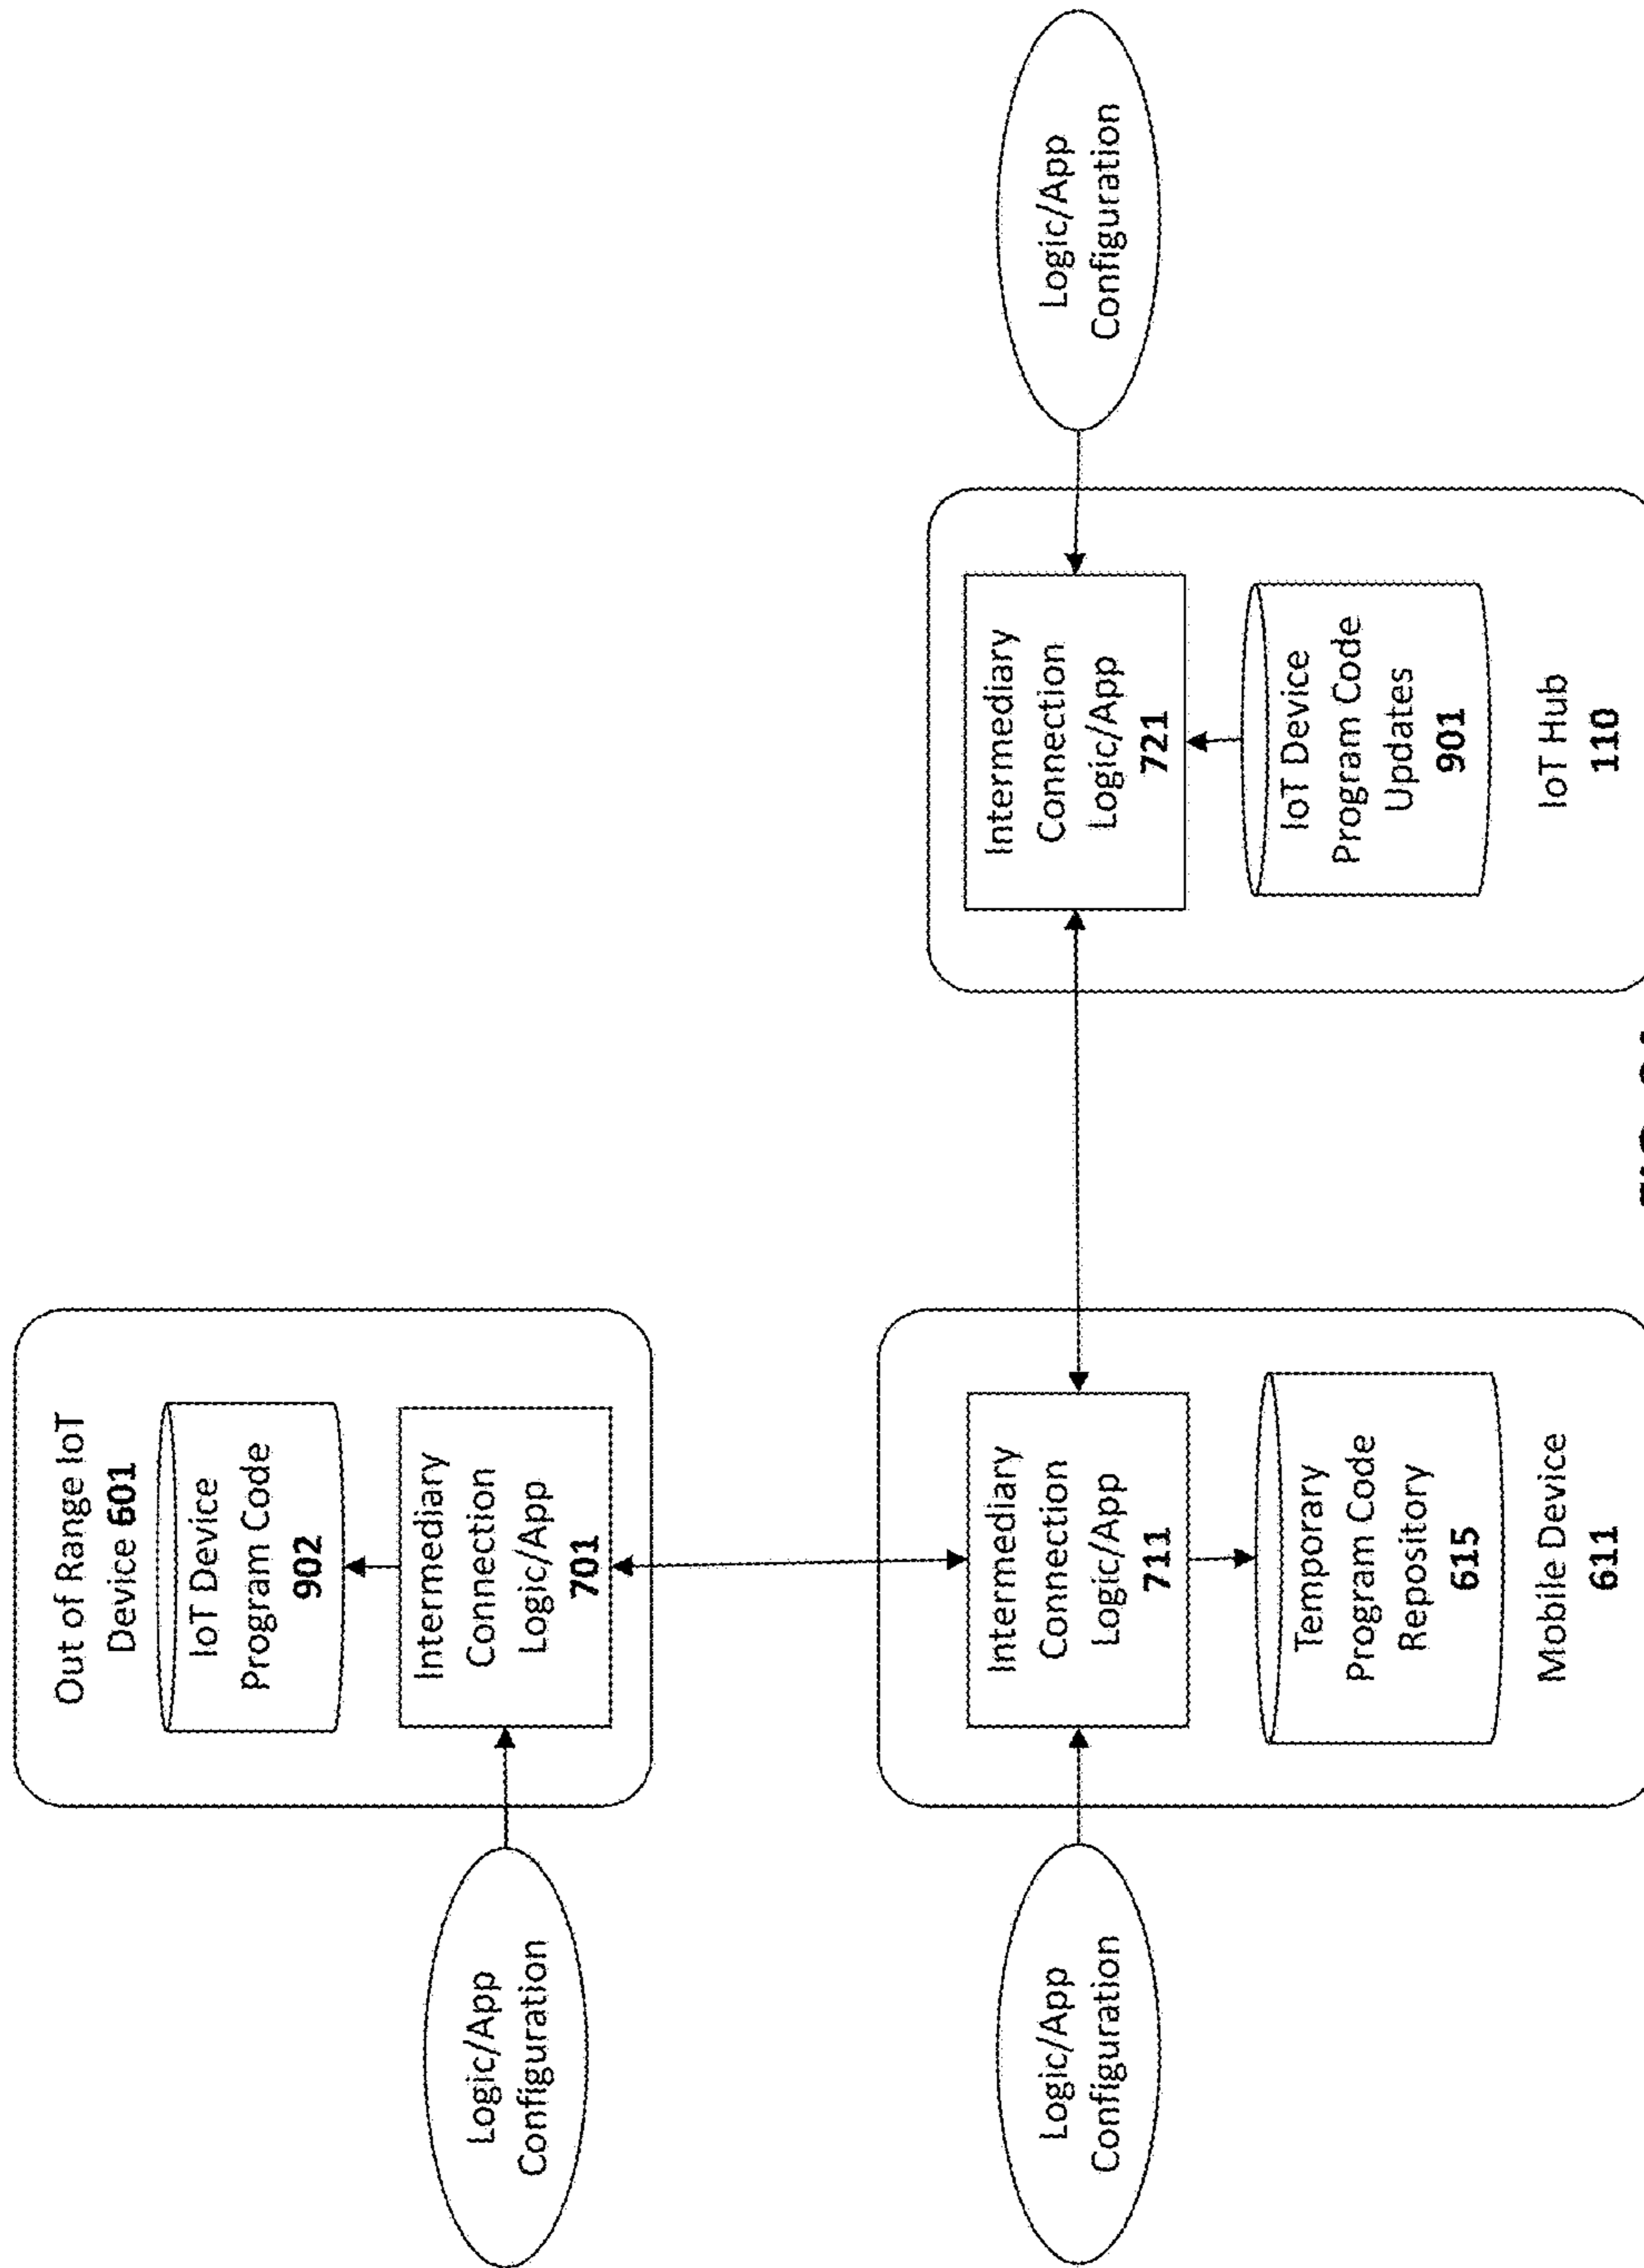 Out of Range IoT
Device 601
IoT Device
Program Code
902
Intermediary
Connection
Logic/App
701
Logic/App
Configuration
Logic/App
Configuration
Intermediary
Connection
Logic/App
711
Temporary
Program Code
Repository
615
Mobile Device
611
Intermediary
Connection
Logic/App
721
IoT Device
Program Code
Updates
901
IoT Hub
110
Logic/App
Configuration